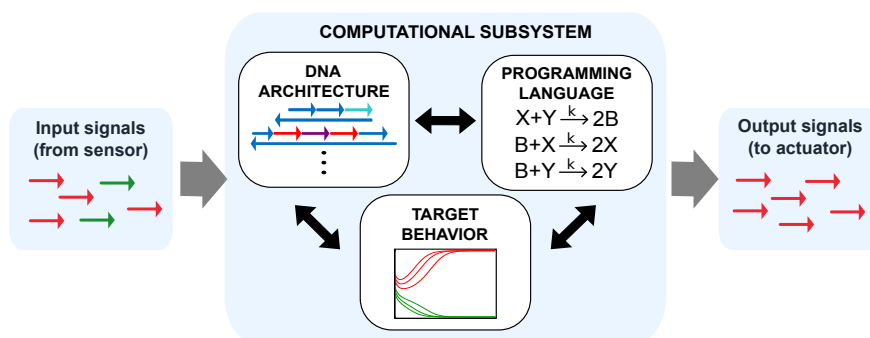 COMPUTATIONAL SUBSYSTEM
DNA
ARCHITECTURE
PROGRAMMING
LANGUAGE
X+Y k→ 2B
B+X k→ 2X
B+Y k→ 2Y
Input signals
(from sensor)
Output signals
(to actuator)
TARGET
BEHAVIOR